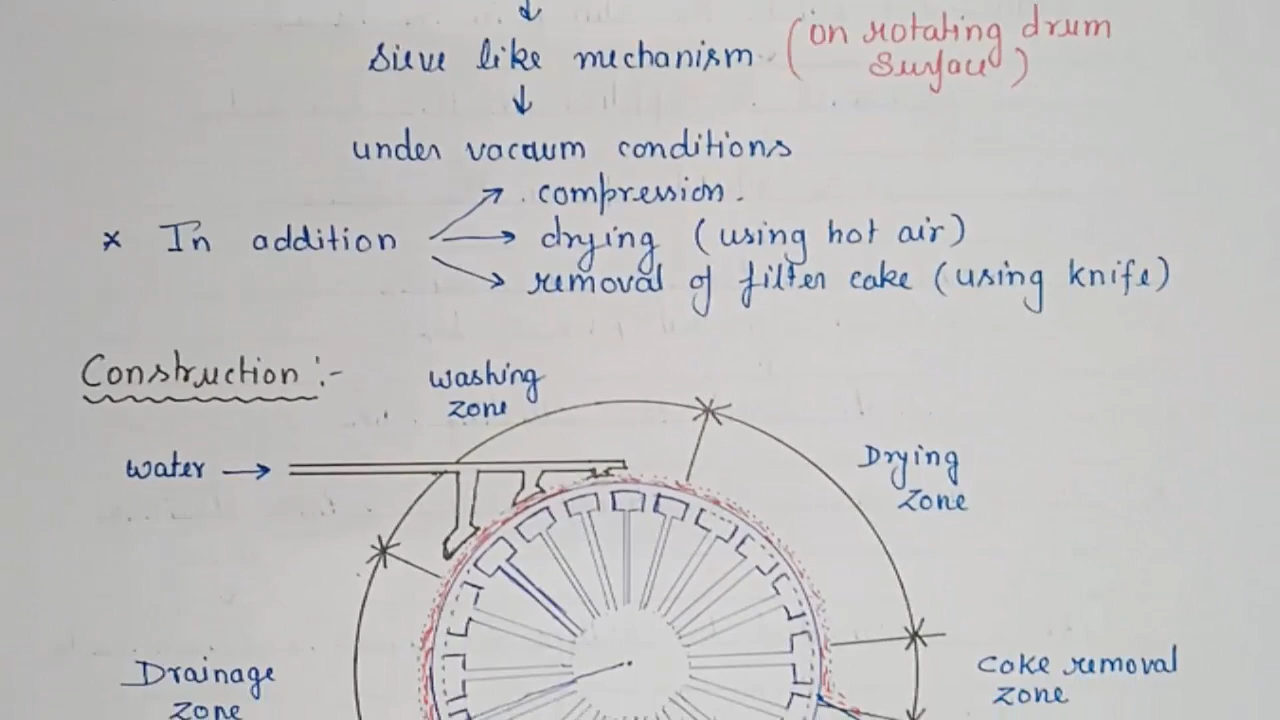 sieve like mechanism (on rotating drum
surface)
under vacuum conditions
compression.
* In addition drying (using hot air)
removal of filter cake (using knife)
Construction :-
washing
zone
water
Drying
zone
Drainage
zone
Cake removal
zone